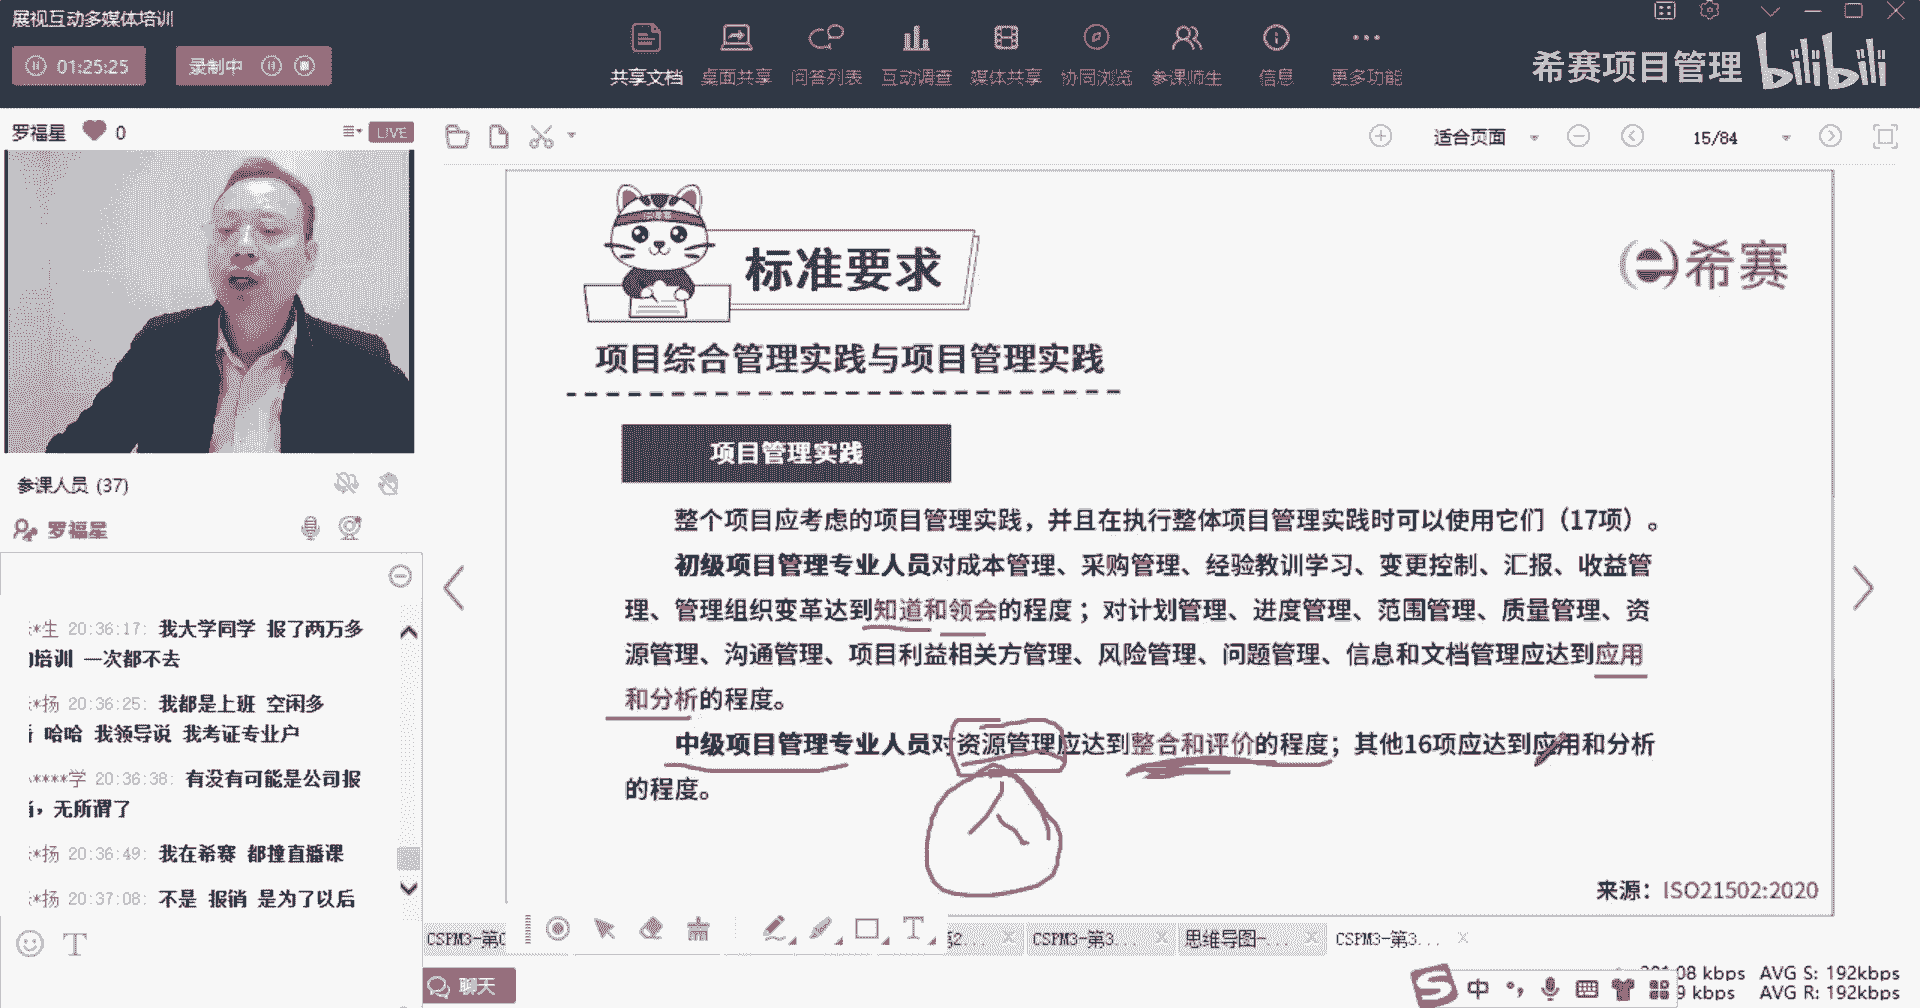 展视互动多媒体培训
01:25:25
录制中
共享文档
桌面共享
问答列表
互动调查
媒体共享
协同浏览
参课师生
信息
更多功能
希赛项目管理
bilibili
罗福星
0
LIVE
适合页面
15/84
标准要求
希赛
项目综合管理实践与项目管理实践
项目管理实践
整个项目应考虑的项目管理实践，并且在执行整体项目管理实践时可以使用它们（17项）。
初级项目管理专业人员对成本管理、采购管理、经验教训学习、变更控制、汇报、收益管
理、管理组织变革达到知道和领会的程度；对计划管理、进度管理、范围管理、质量管理、资
源管理、沟通管理、项目利益相关方管理、风险管理、问题管理、信息和文档管理应达到应用
和分析的程度。
中级项目管理专业人员对资源管理应达到整合和评价的程度；其他16项应达到应用和分析
的程度。
人
来源：ISO21502:2020
参课人员 (37)
罗福星
*生 20:36:17: 我大学同学 报了两万多
培训 一次都不去
*扬 20:36:25: 我都是上班 空闲多
哈哈 我领导说 我考证专业户
****学 20:36:38: 有没有可能是公司报
，无所谓了
*扬 20:36:49: 我在希赛 都撞直播课
*扬 20:37:08: 不是 报销 是为了以后
CSPM3-第
2...
CSPM3-第3...
思维导图-...
CSPM3-第3...
聊天
中
08 kbps AVG S: 192kbps
9 kbps AVG R: 192kbps